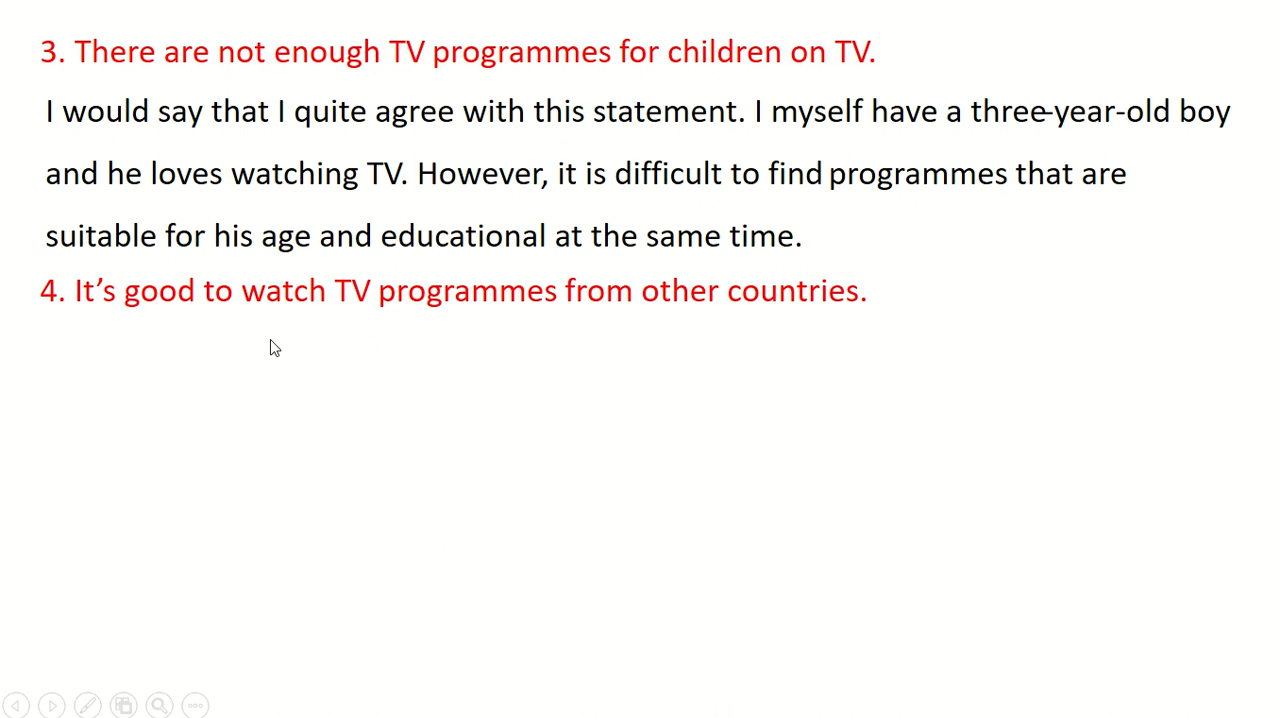 3. There are not enough TV programmes for children on TV.
I would say that I quite agree with this statement. I myself have a three-year-old boy
and he loves watching TV. However, it is difficult to find programmes that are
suitable for his age and educational at the same time.
4. It’s good to watch TV programmes from other countries.